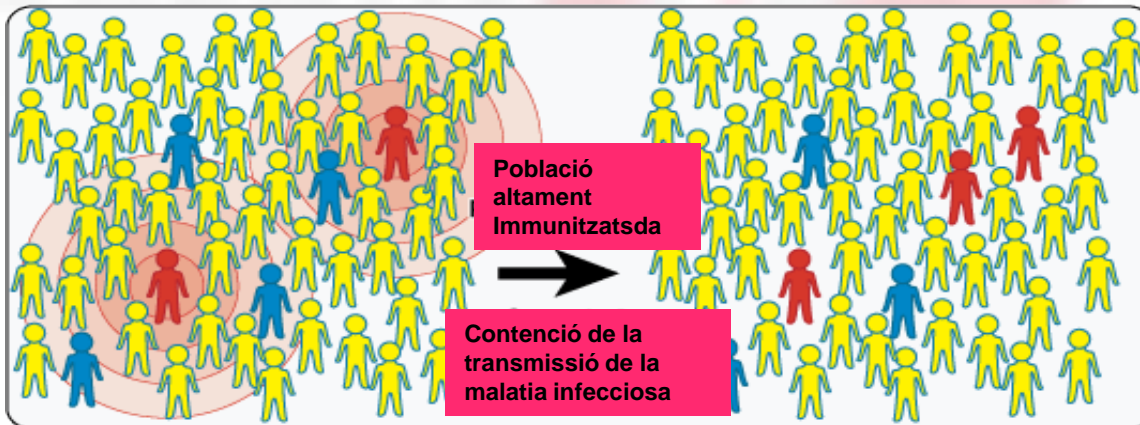 Població
altament
Immunitzatsda
Contenció de la
transmissió de la
malatia infecciosa